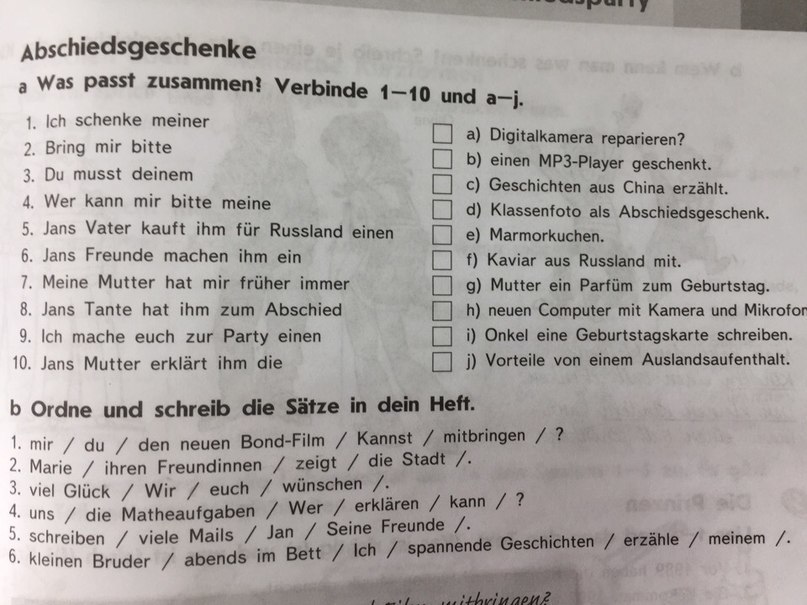 Abschiedsgeschenke
a Was passt zusammen? Verbinde 1–10 und a–j.
1. Ich schenke meiner
2. Bring mir bitte
3. Du musst deinem
4. Wer kann mir bitte meine
5. Jans Vater kauft ihm für Russland einen
6. Jans Freunde machen ihm ein
7. Meine Mutter hat mir früher immer
8. Jans Tante hat ihm zum Abschied
9. Ich mache euch zur Party einen
10. Jans Mutter erklärt ihm die
a) Digitalkamera reparieren?
b) einen MP3-Player geschenkt.
c) Geschichten aus China erzählt.
d) Klassenfoto als Abschiedsgeschenk.
e) Marmorkuchen.
f) Kaviar aus Russland mit.
g) Mutter ein Parfüm zum Geburtstag.
h) neuen Computer mit Kamera und Mikrofon
i) Onkel eine Geburtstagskarte schreiben.
j) Vorteile von einem Auslandsaufenthalt.
b Ordne und schreib die Sätze in dein Heft.
1. mir / du / den neuen Bond-Film / Kannst / mitbringen / ?
2. Marie / ihren Freundinnen / zeigt / die Stadt /.
3. viel Glück / Wir / euch / wünschen /.
4. uns / die Matheaufgaben / Wer / erklären / kann / ?
5. schreiben / viele Mails / Jan / Seine Freunde /.
6. kleinen Bruder / abends im Bett / Ich / spannende Geschichten / erzähle / meinem /.
mitbringen?